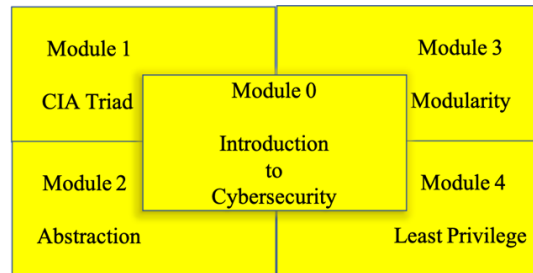 Module 1
CIA Triad
Module 3
Modularity
Module 0
Introduction
to
Cybersecurity
Module 2
Abstraction
Module 4
Least Privilege